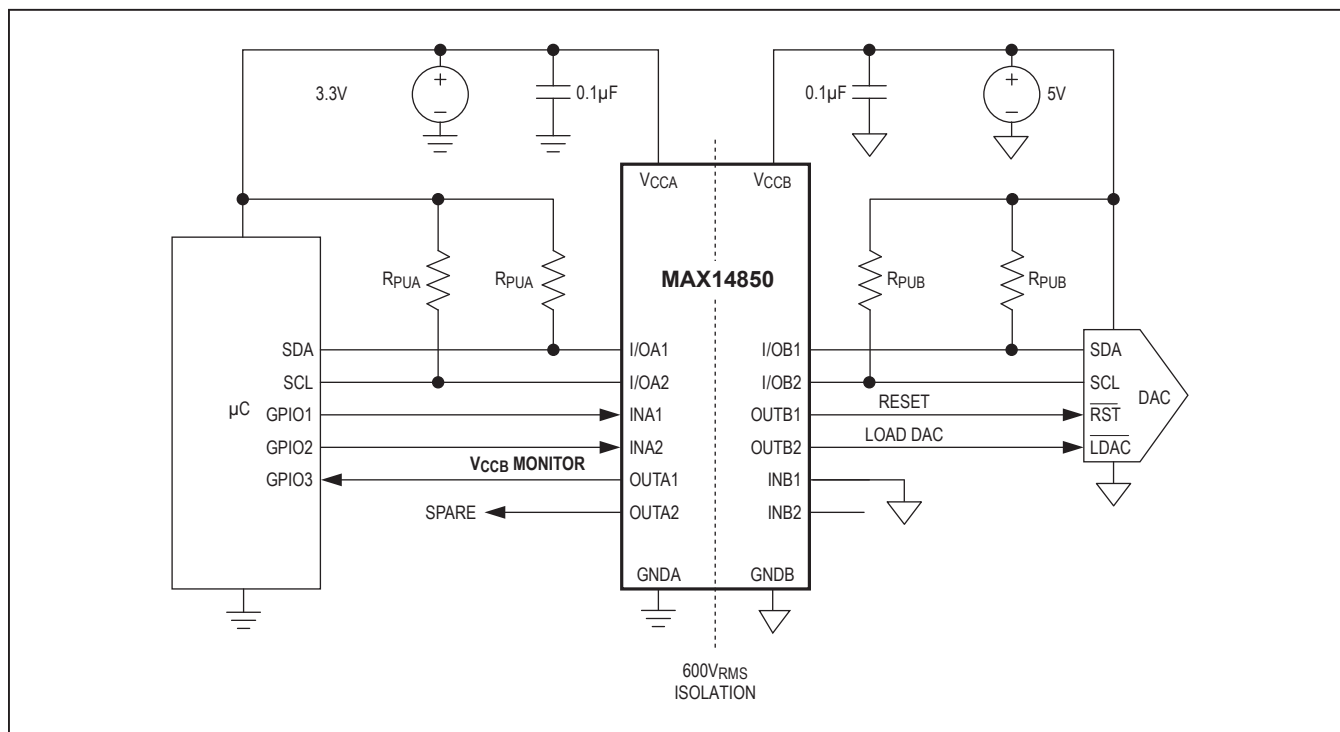 3.3V
+
–
0.1µF
0.1µF
+
–
5V
VCCA
VCCB
MAX14850
RPUA
RPUA
RPUB
RPUB
µC
SDA
SCL
GPIO1
GPIO2
GPIO3
VCCB MONITOR
SPARE
I/OA1
I/OA2
INA1
INA2
OUTA1
OUTA2
GNDA
I/OB1
I/OB2
OUTB1
OUTB2
INB1
INB2
GNDB
RESET
LOAD DAC
SDA
SCL
RST
LDAC
DAC
600VRMS
ISOLATION